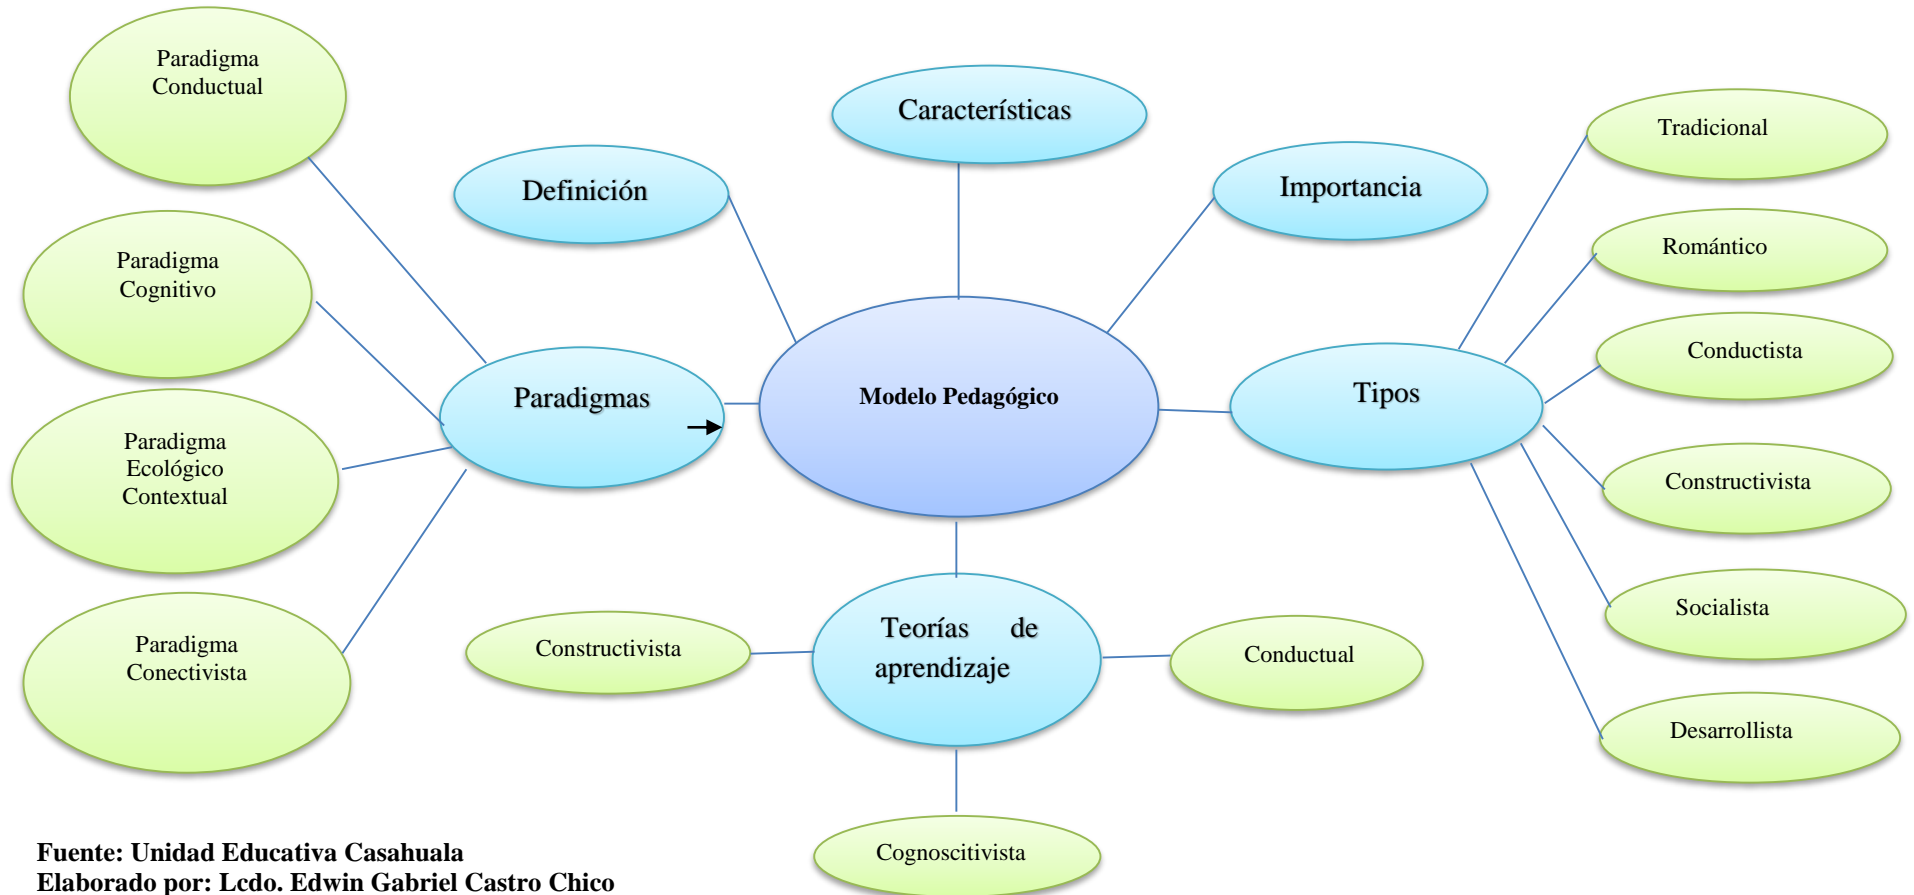 Paradigma
Conductual
Paradigma
Cognitivo
Paradigma
Ecológico
Contextual
Paradigma
Conectivista
Definición
Característicias
Importancia
Paradigmas
Modelo Pedagógico
Tipos
Tradicional
Romántico
Conductista
Constructivista
Socialista
Desarrollista
Teorías de
aprendizaje
Constructivista
Conductual
Cognoscitivista
Fuente: Unidad Educativa Casahuala
Elaborado por: Lcdo. Edwin Gabriel Castro Chico